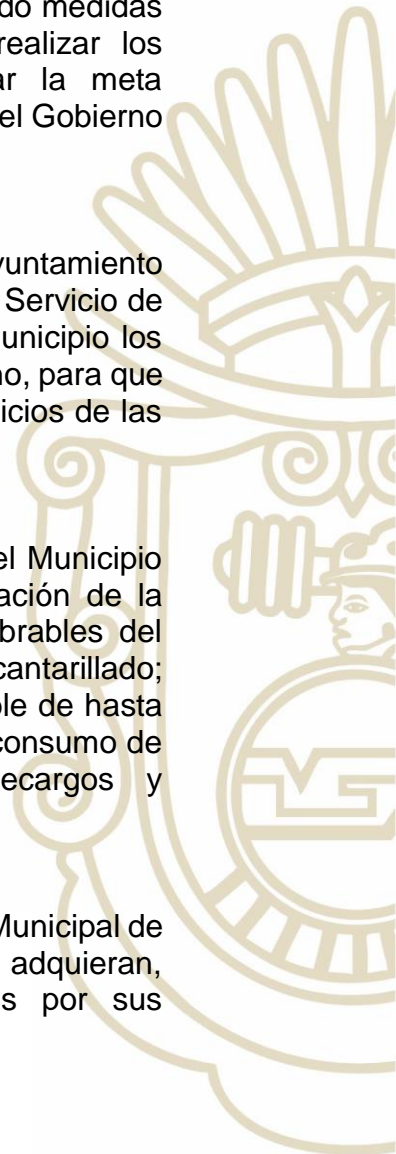 do medidas
realizar los
ar la meta
el Gobierno
yuntamiento
Servicio de
unicipio los
no, para que
icios de las
el Municipio
ación de la
brables del
cantarillado;
ole de hasta
consumo de
ecargos y
Municipal de
adquieran,
s por sus